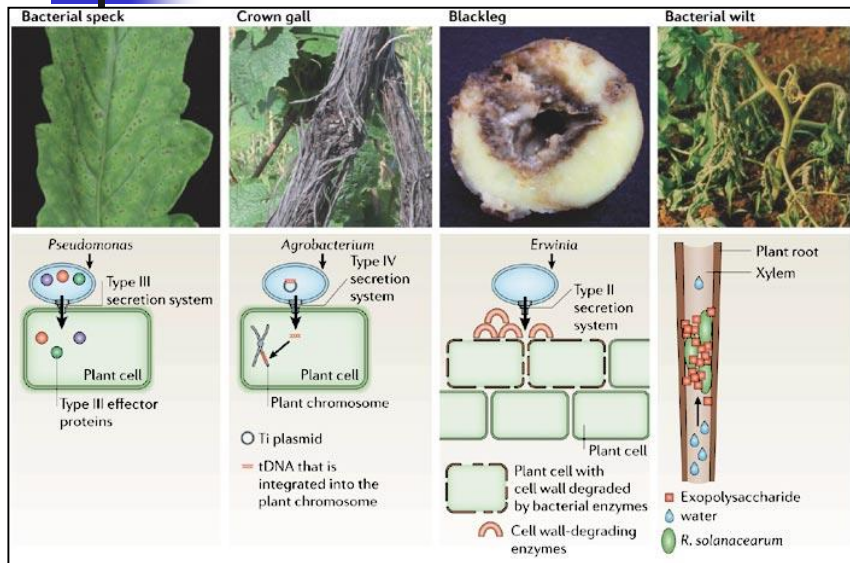 Bacterial speck
Crown gall
Blackleg
Bacterial wilt
Pseudomonas
Type III
secretion system
Plant cell
Type III effector
proteins
Agrobacterium
Type IV
secretion
system
Plant cell
Plant chromosome
Ti plasmid
tDNA that is
integrated into the
plant chromosome
Erwinia
Type II
secretion
system
Plant cell
Plant cell with
cell wall degraded
by bacterial enzymes
Cell wall-degrading
enzymes
Plant root
Xylem
Exopolysaccharide
water
R. solanacearum